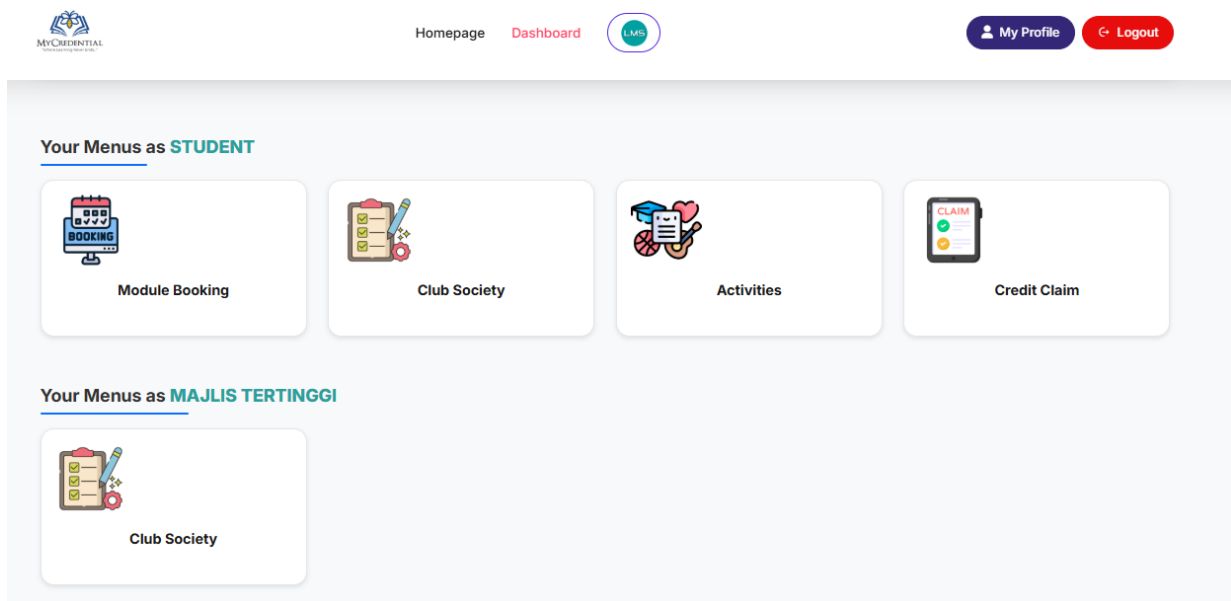 MYCREDENTIAL
Homepage
Dashboard
LMS
My Profile
Logout
Your Menus as STUDENT
BOOKING
Module Booking
Club Society
Activities
CLAIM
Credit Claim
Your Menus as MAJLIS TERTINGGI
Club Society